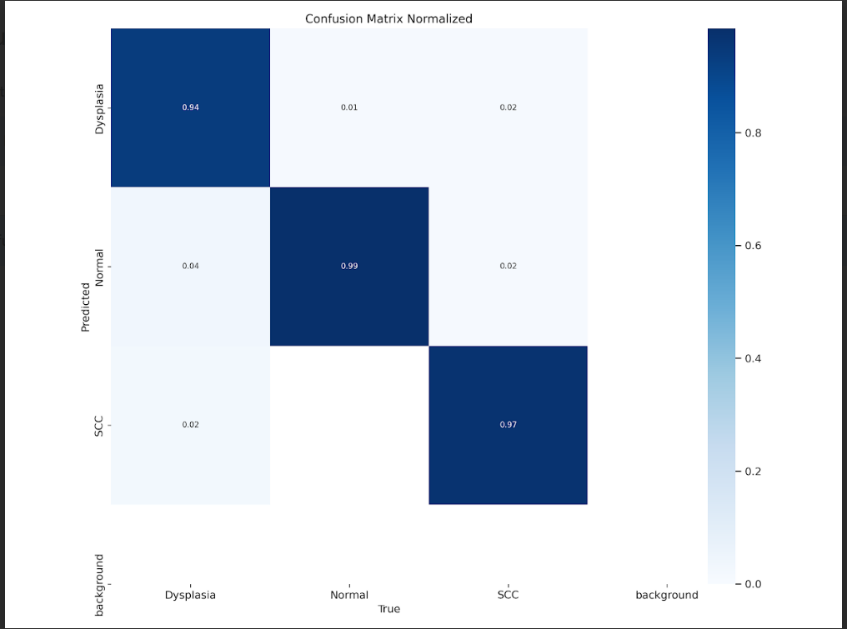 Confusion Matrix Normalized
Predicted
Dysplasia
0.94 0.01 0.02
Normal
0.04 0.99 0.02
SCC
0.02 0.97
background
Dysplasia Normal SCC background
True
0.8
0.6
0.4
0.2
0.0